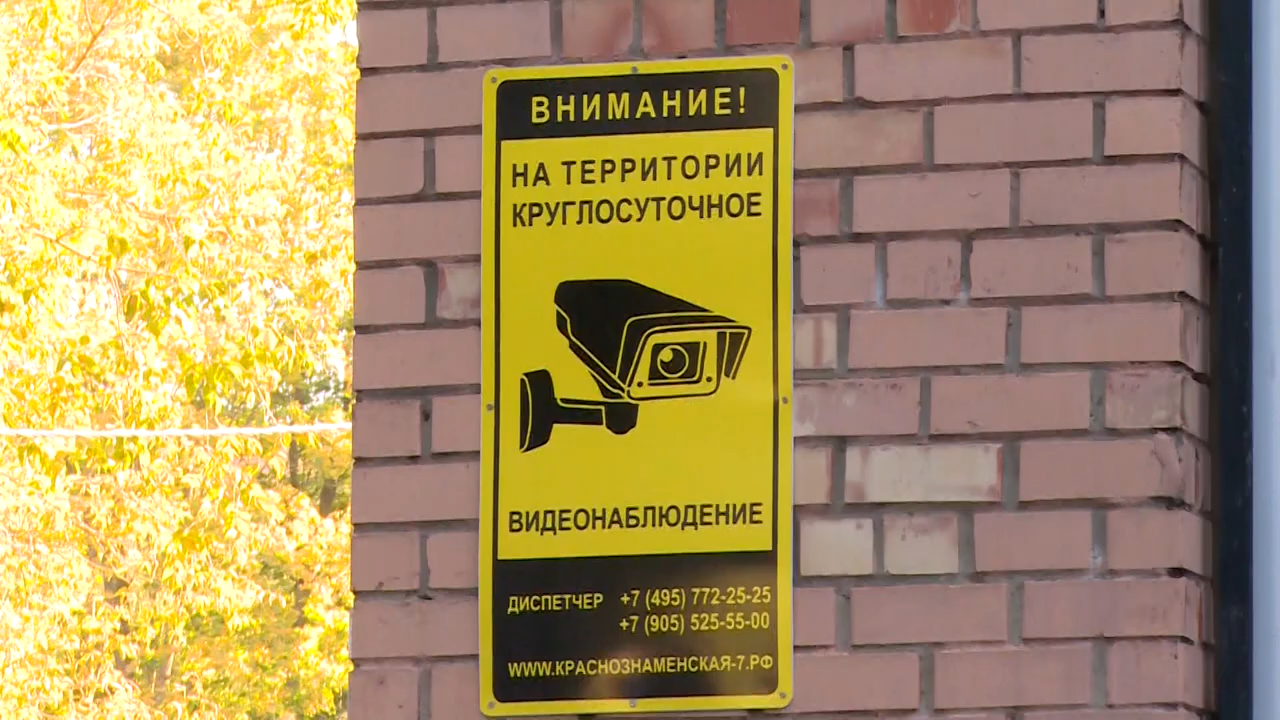 ВНИМАНИЕ!
НА ТЕРРИТОРИИ
КРУГЛОСУТОЧНОЕ
ВИДЕОНАБЛЮДЕНИЕ
ДИСПЕТЧЕР +7 (495) 772-25-25
+7 (905) 525-55-00
WWW.КРАСНОЗНАМЕНСКАЯ-7.РФ